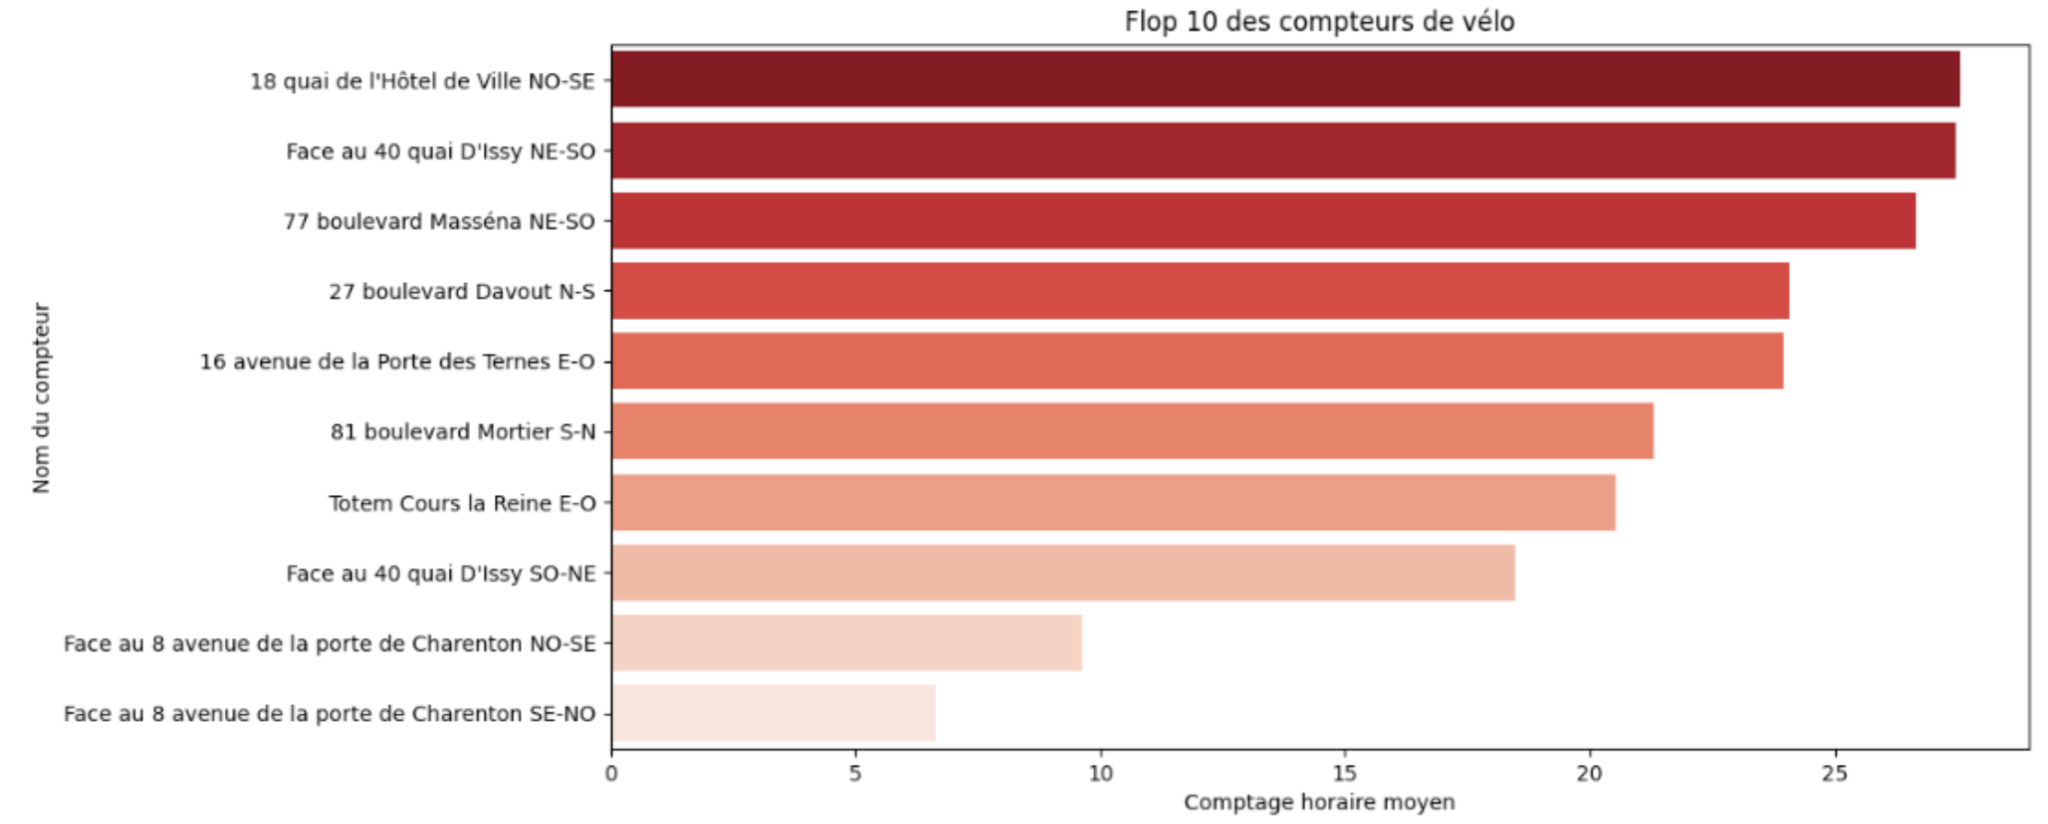 Flop 10 des compteurs de vélo
Nom du compteur
18 quai de l'Hôtel de Ville NO-SE
Face au 40 quai D'Issy NE-SO
77 boulevard Masséna NE-SO
27 boulevard Davout N-S
16 avenue de la Porte des Ternes E-O
81 boulevard Mortier S-N
Totem Cours la Reine E-O
Face au 40 quai D'Issy SO-NE
Face au 8 avenue de la porte de Charenton NO-SE
Face au 8 avenue de la porte de Charenton SE-NO
0 5 10 15 20 25
Comptage horaire moyen